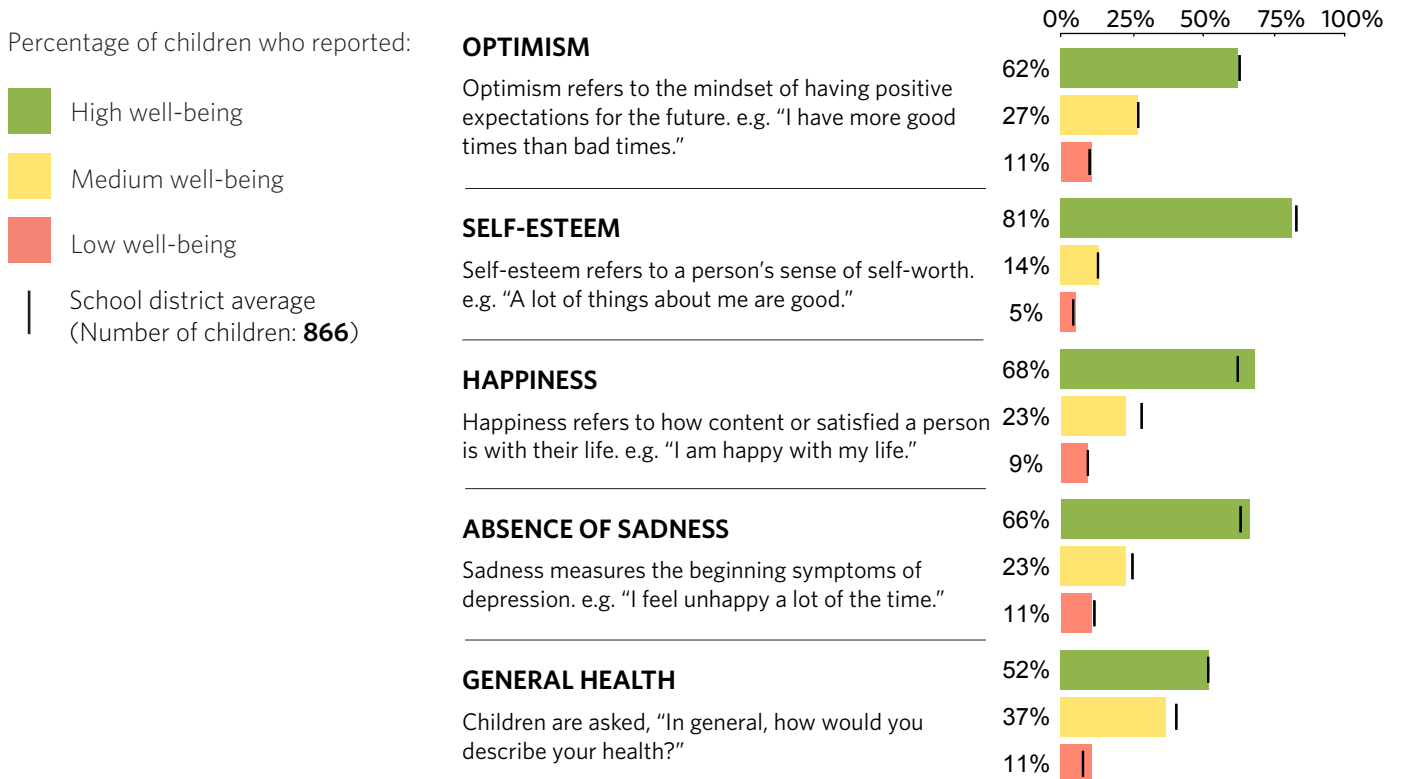 Percentage of children who reported:
High well-being
Medium well-being
Low well-being
School district average
(Number of children: 866)
OPTIMISM
Optimism refers to the mindset of having positive
expectations for the future. e.g. “I have more good
times than bad times.”
SELF-ESTEEM
Self-esteem refers to a person’s sense of self-worth.
e.g. “A lot of things about me are good.”
HAPPINESS
Happiness refers to how content or satisfied a person
is with their life. e.g. “I am happy with my life.”
ABSENCE OF SADNESS
Sadness measures the beginning symptoms of
depression. e.g. “I feel unhappy a lot of the time.”
GENERAL HEALTH
Children are asked, “In general, how would you
describe your health?”
0% 25% 50% 75% 100%
62%
27%
11%
81%
14%
5%
68%
23%
9%
66%
23%
11%
52%
37%
11%